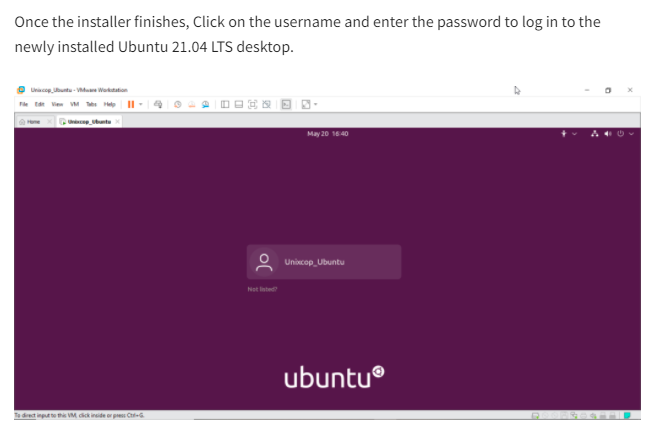 Once the installer finishes, Click on the username and enter the password to log in to the
newly installed Ubuntu 21.04 LTS desktop.
Unixcop_Ubuntu - VMware Workstation
File Edit View VM Tabs Help
Home Unixcop_Ubuntu
May 20 16:40
Unixcop_Ubuntu
Not listed?
ubuntu
To direct input to this VM, click inside or press Ctrl+G.